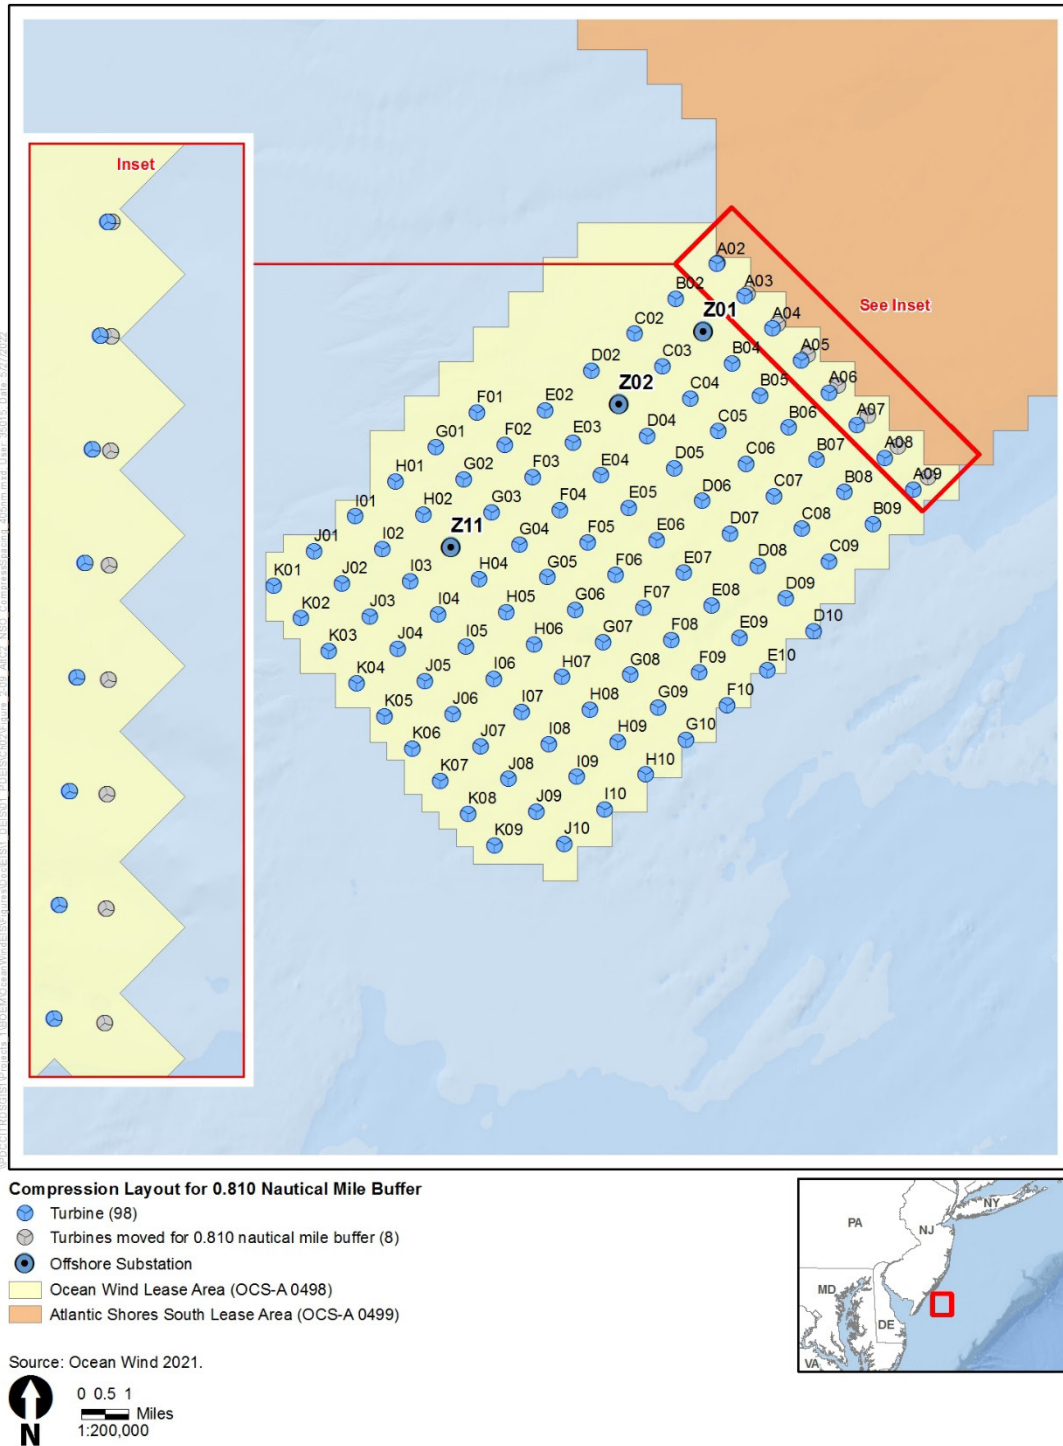 Inset
A02
A03
B02
Z01
See Inset
A04
C02
B04
A05
C03
D02
Z02
B05
A06
C04
F01
E02
B06
A07
D04
C05
G01
F02
E03
B07
A08
D05
C06
H01
G02
F03
E04
B08
A09
D06
C07
I01
H02
G03
F04
E05
B09
Z11
D07
C08
J01
I02
G04
F05
E06
C09
D08
K01
J02
I03
H04
G05
F06
E07
D09
K02
J03
I04
H05
G06
F07
E08
D10
K03
J04
I05
H06
G07
F08
E09
K04
J05
I06
H07
G08
F09
E10
K05
J06
I07
H08
G09
F10
K06
J07
I08
H09
G10
K07
J08
I09
H10
K08
J09
I10
K09
J10
Compression Layout for 0.810 Nautical Mile Buffer
Turbine (98)
Turbines moved for 0.810 nautical mile buffer (8)
Offshore Substation
Ocean Wind Lease Area (OCS-A 0498)
Atlantic Shores South Lease Area (OCS-A 0499)
Source: Ocean Wind 2021.
0 0.5 1
Miles
1:200,000
N
NY
PA
NJ
MD
DE
VA